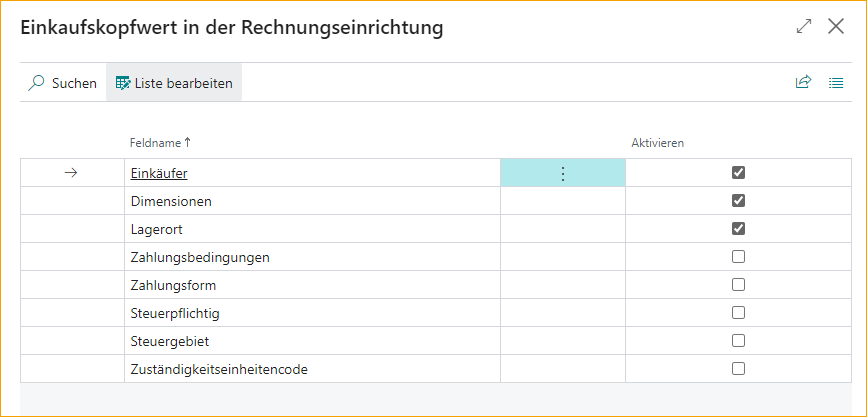 Einkaufskopfwert in der Rechnungseinrichtung
Suchen Liste bearbeiten
Feldname ↑ Aktivieren
Einkäufer
Dimensionen
Lagerort
Zahlungsbedingungen
Zahlungsform
Steuerpflichtig
Steuergebiet
Zuständigkeitseinheitencode